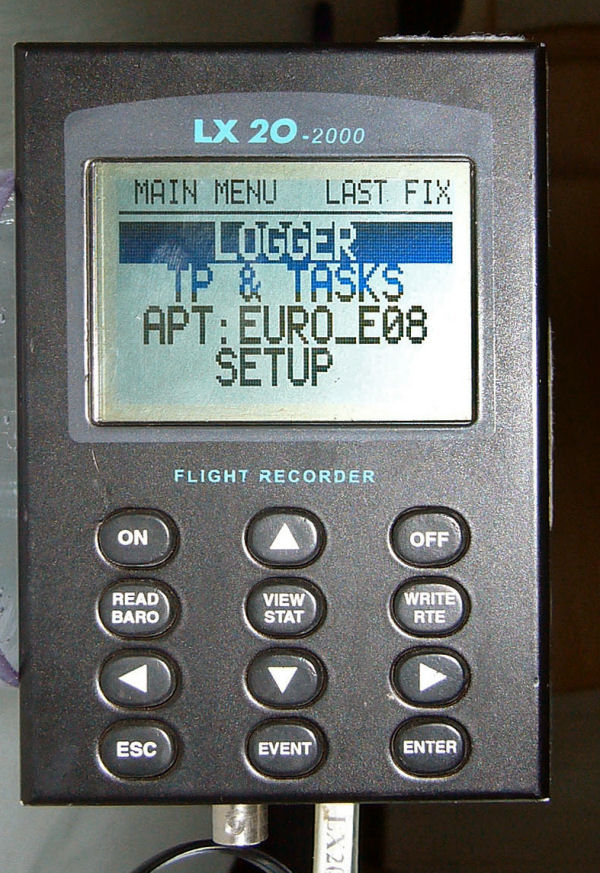 LX 20-2000
MAIN MENU LAST FIX
LOGGER
TP & TASKS
APT:EURO_E08
SETUP
FLIGHT RECORDER
ON
OFF
READ BARO
VIEW STAT
WRITE RTE
ESC
EVENT
ENTER